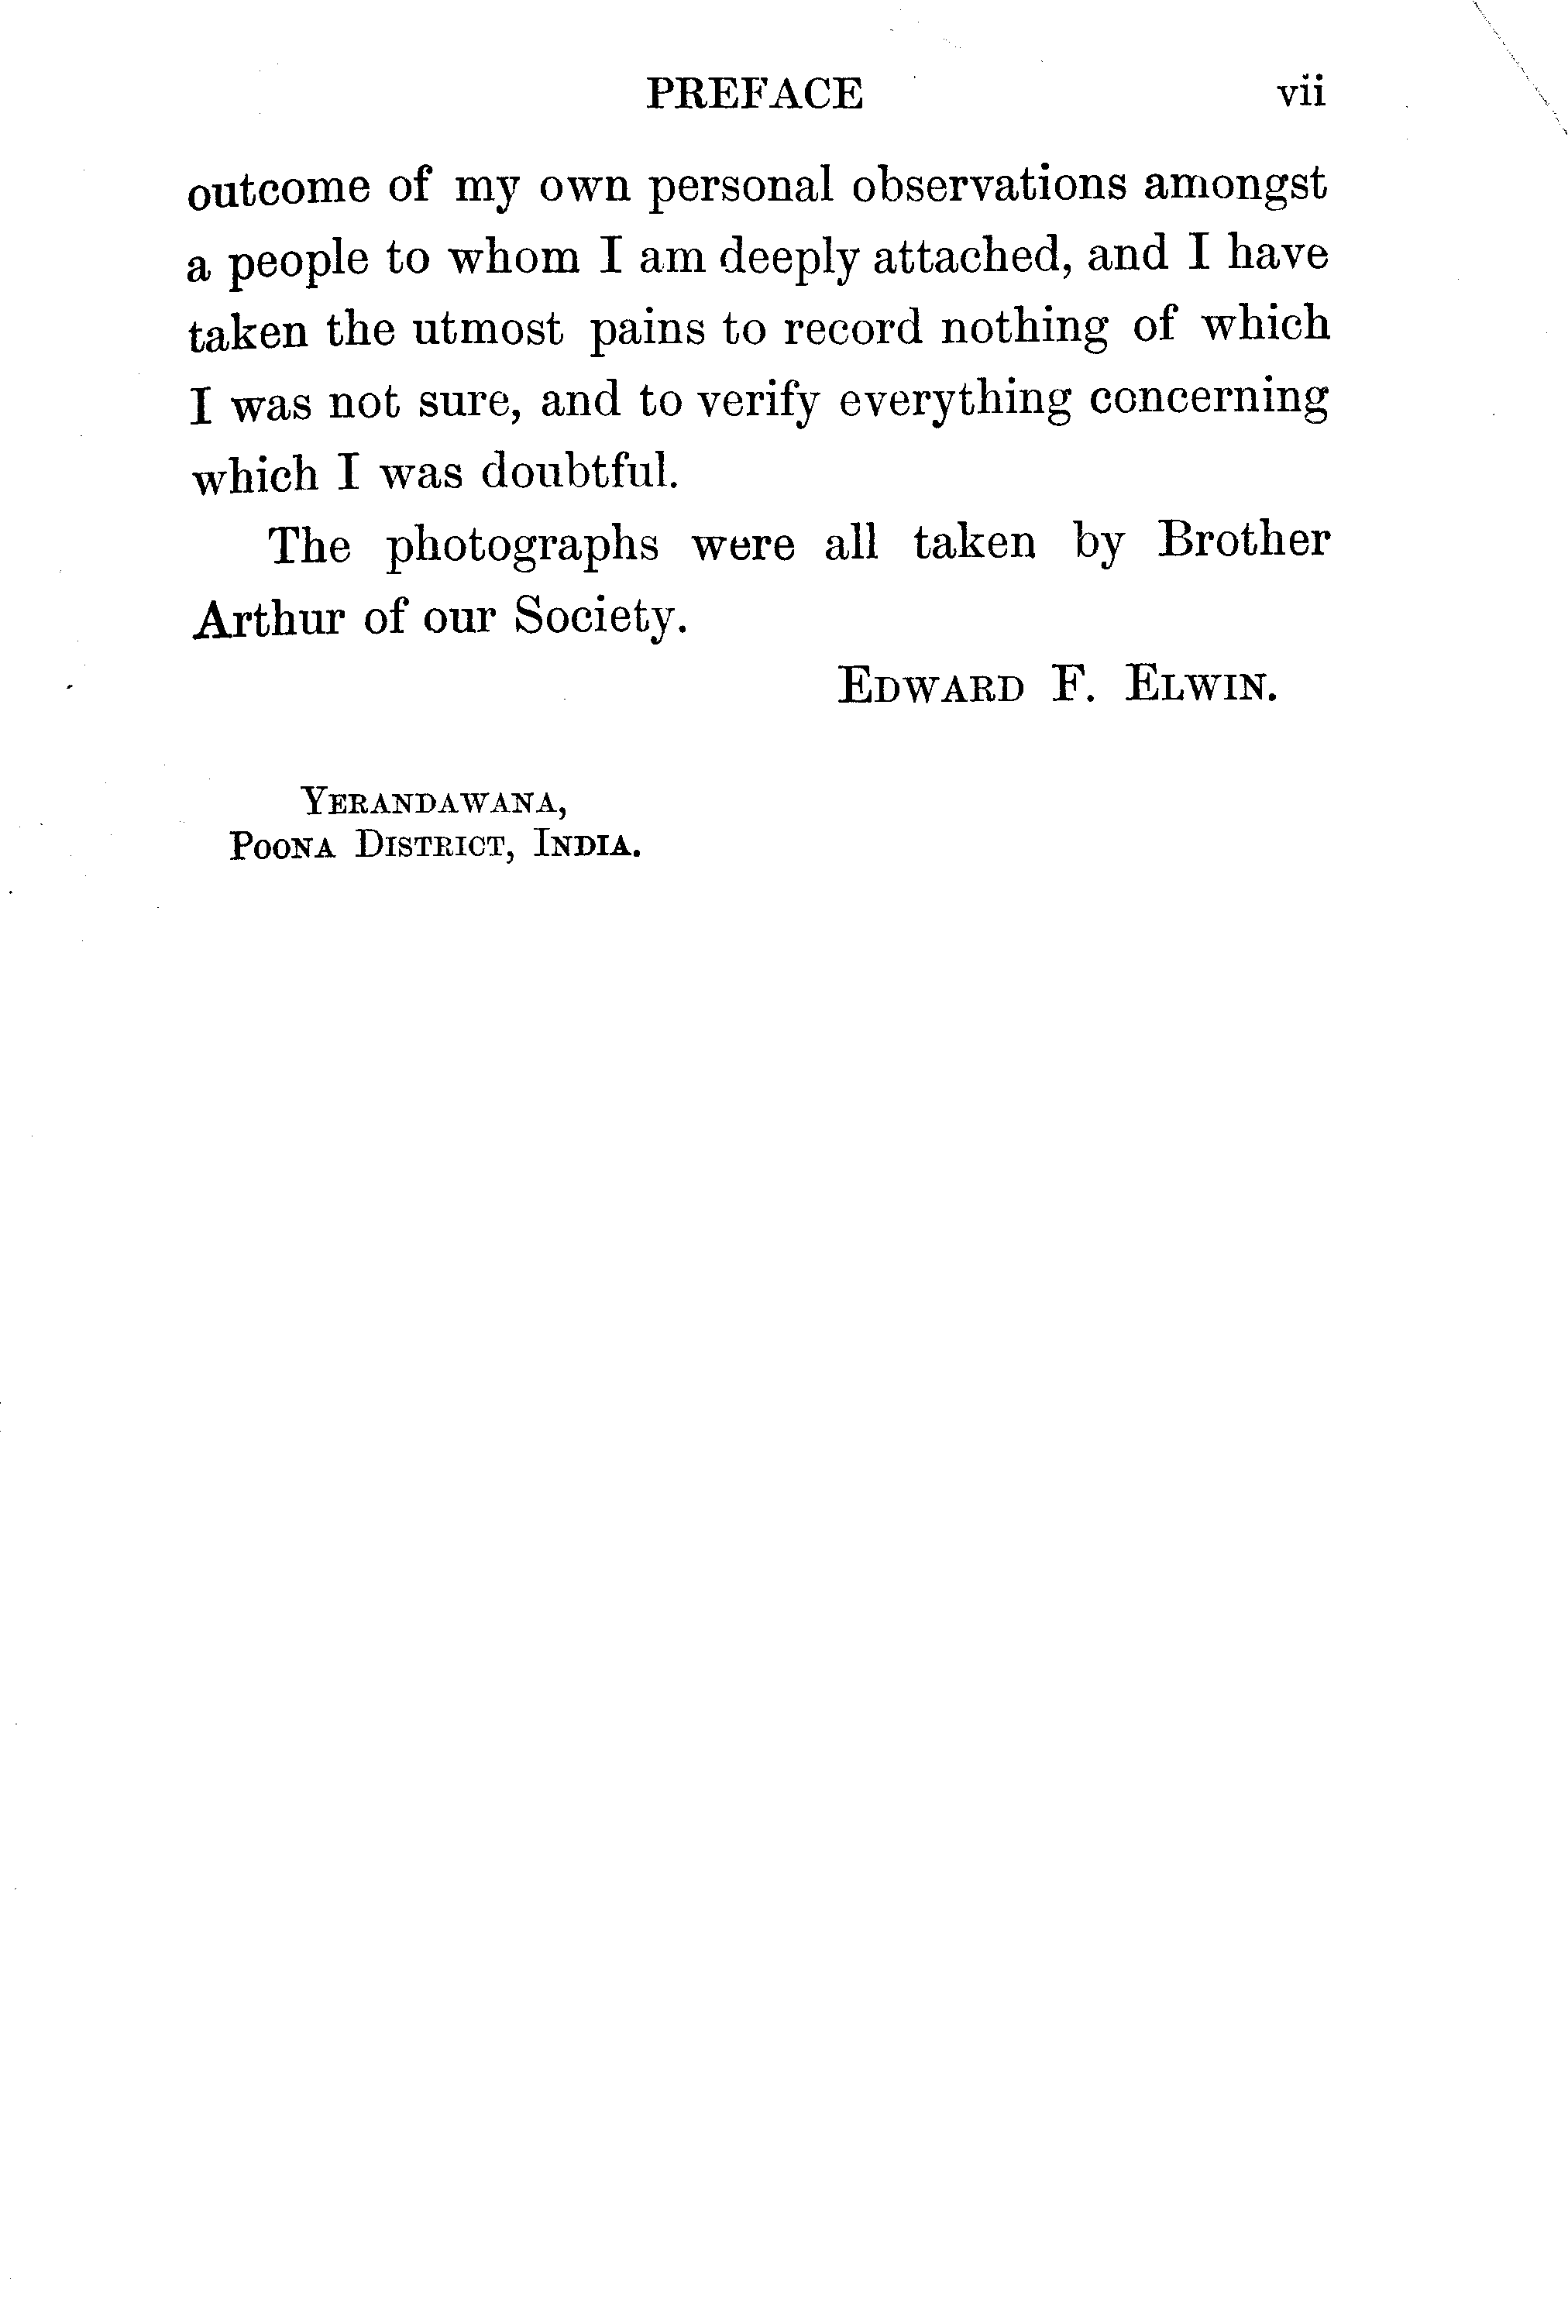 PREFACE vii
outcome of my own personal observations amongst
a people to whom I am deeply attached, and I have
taken the utmost pains to record nothing of which
I was not sure, and to verify everything concerning
which I was doubtful.
The photographs were all taken by Brother
Arthur of our Society.
EDWARD F. ELWIN.
YERANDAWANA,
POONA DISTRICT, INDIA.